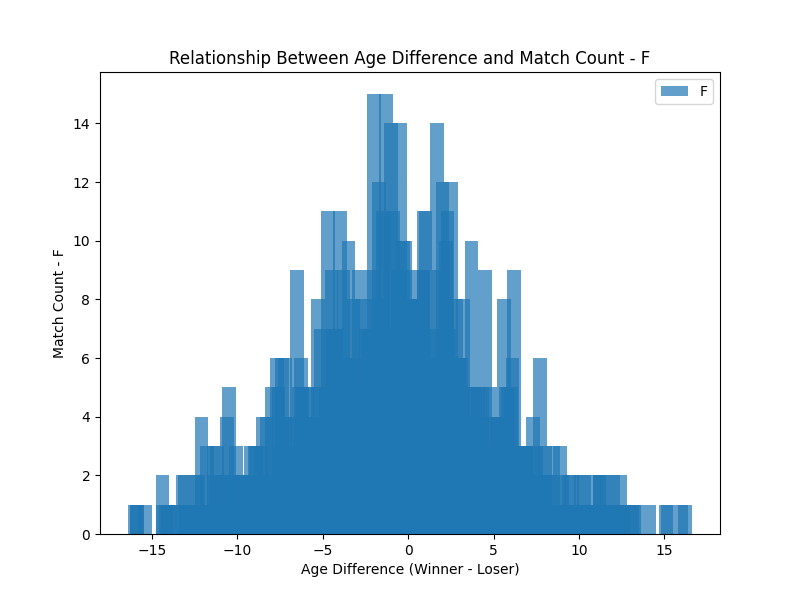 Relationship Between Age Difference and Match Count - F
F
14
12
10
8
6
4
2
0
Match Count - F
−15 −10 −5 0 5 10 15
Age Difference (Winner - Loser)